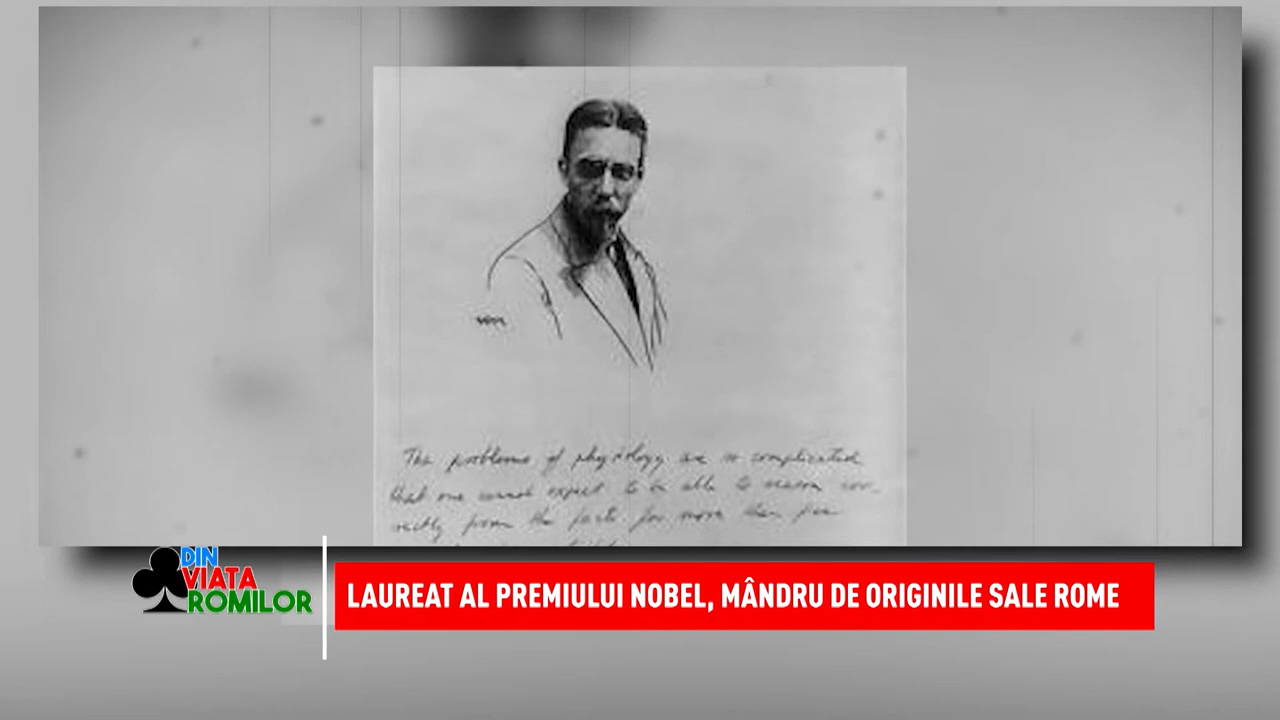 The problems of physiology are so complicated
that one cannot expect to be able to reason cor-
rectly from the facts for more than five
DIN
VIATA
ROMILOR
LAUREAT AL PREMIULUI NOBEL, MÂNDRU DE ORIGINILE SALE ROME